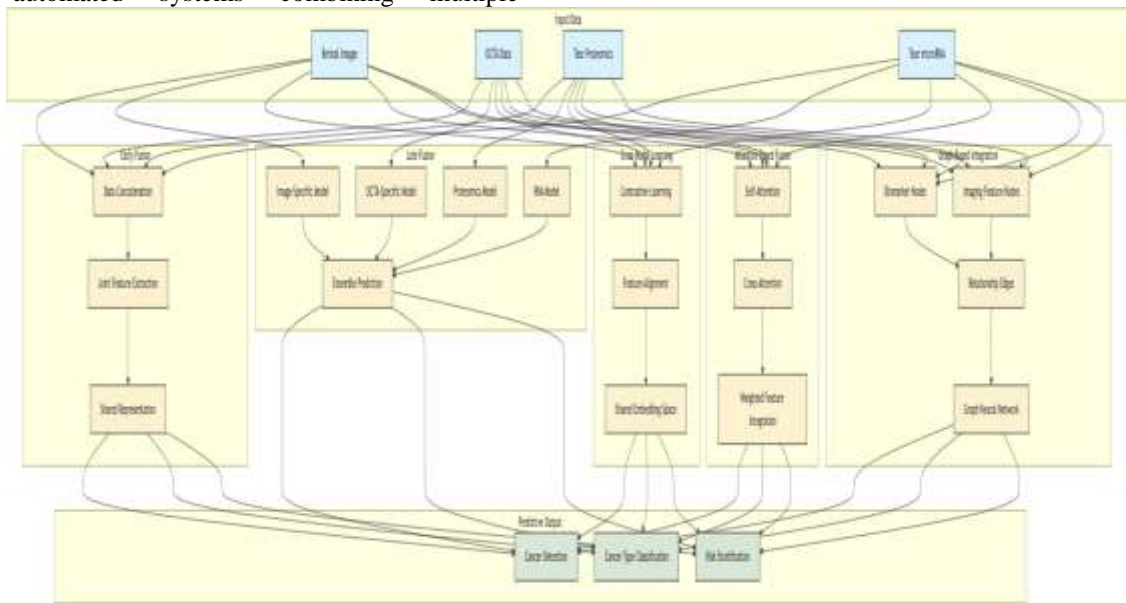 automated systems combining multiple
Input Data
Retinal Images
OCTA Data
Tear Proteomics
Tear microRNA
Early Fusion
Late Fusion
Cross-Modal Learning
Attention-Based Fusion
Graph-Based Integration
Data Concatenation
Image-Specific Model
OCTA-Specific Model
Proteomics Model
RNA Model
Contrastive Learning
Self-Attention
Biomarker Nodes
Imaging Feature Nodes
Joint Feature Extraction
Ensemble Prediction
Feature Alignment
Cross-Attention
Relationship Edges
Shared Representation
Shared Embedding Space
Weighted Feature
Integration
Graph Neural Network
Predictive Output
Cancer Detection
Cancer Type Classification
Risk Stratification